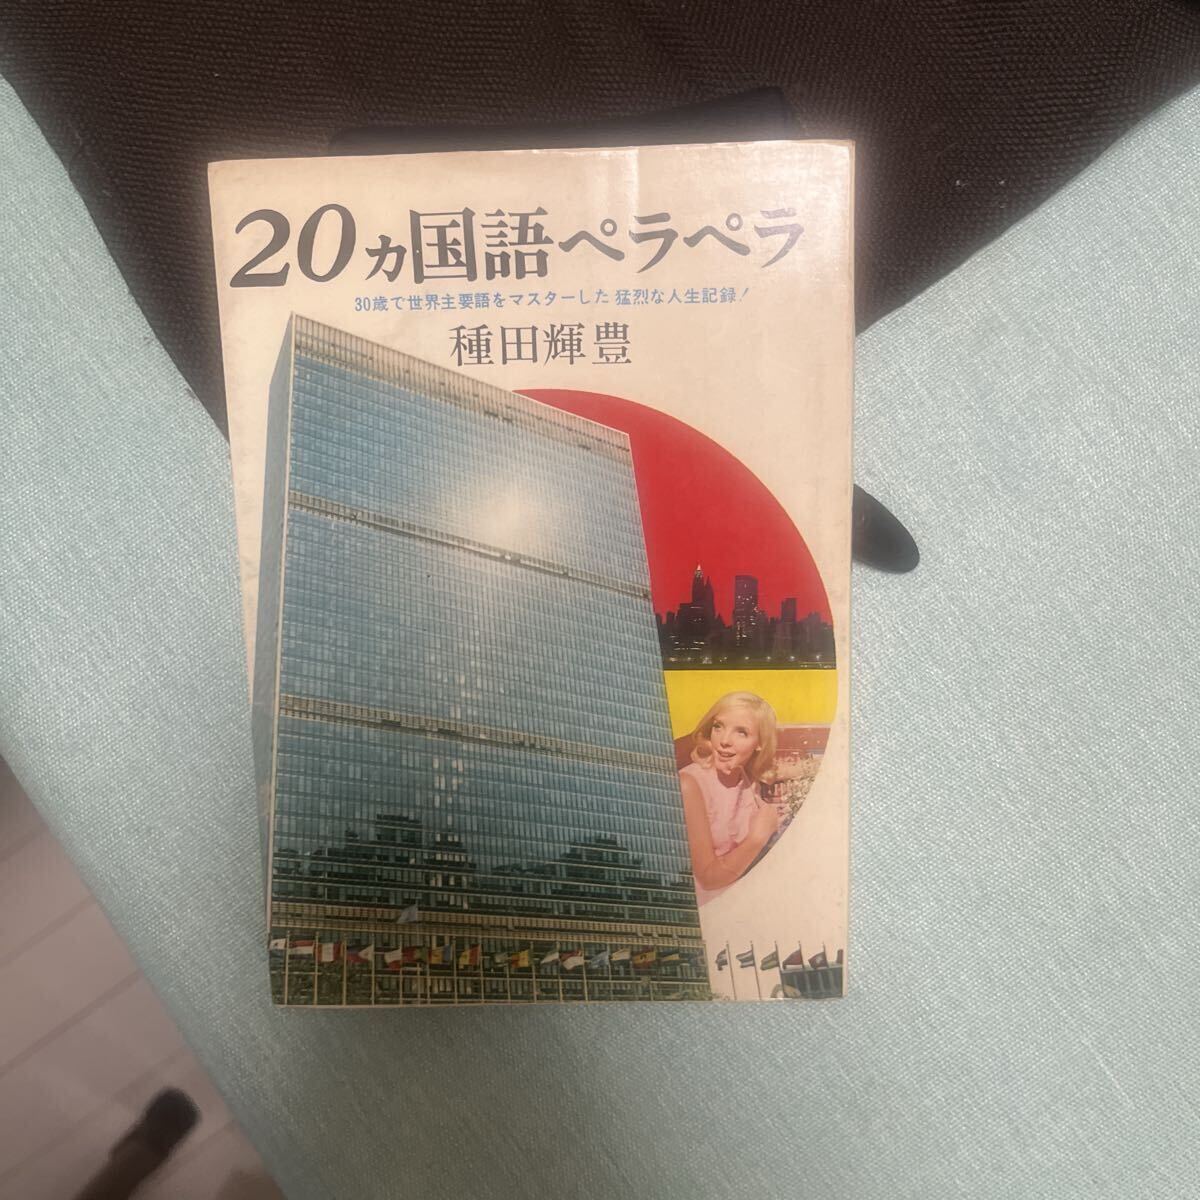 20ヵ国語ペラペラ
30歳で世界主要語をマスターした 猛烈な人生記録!
種田輝豊